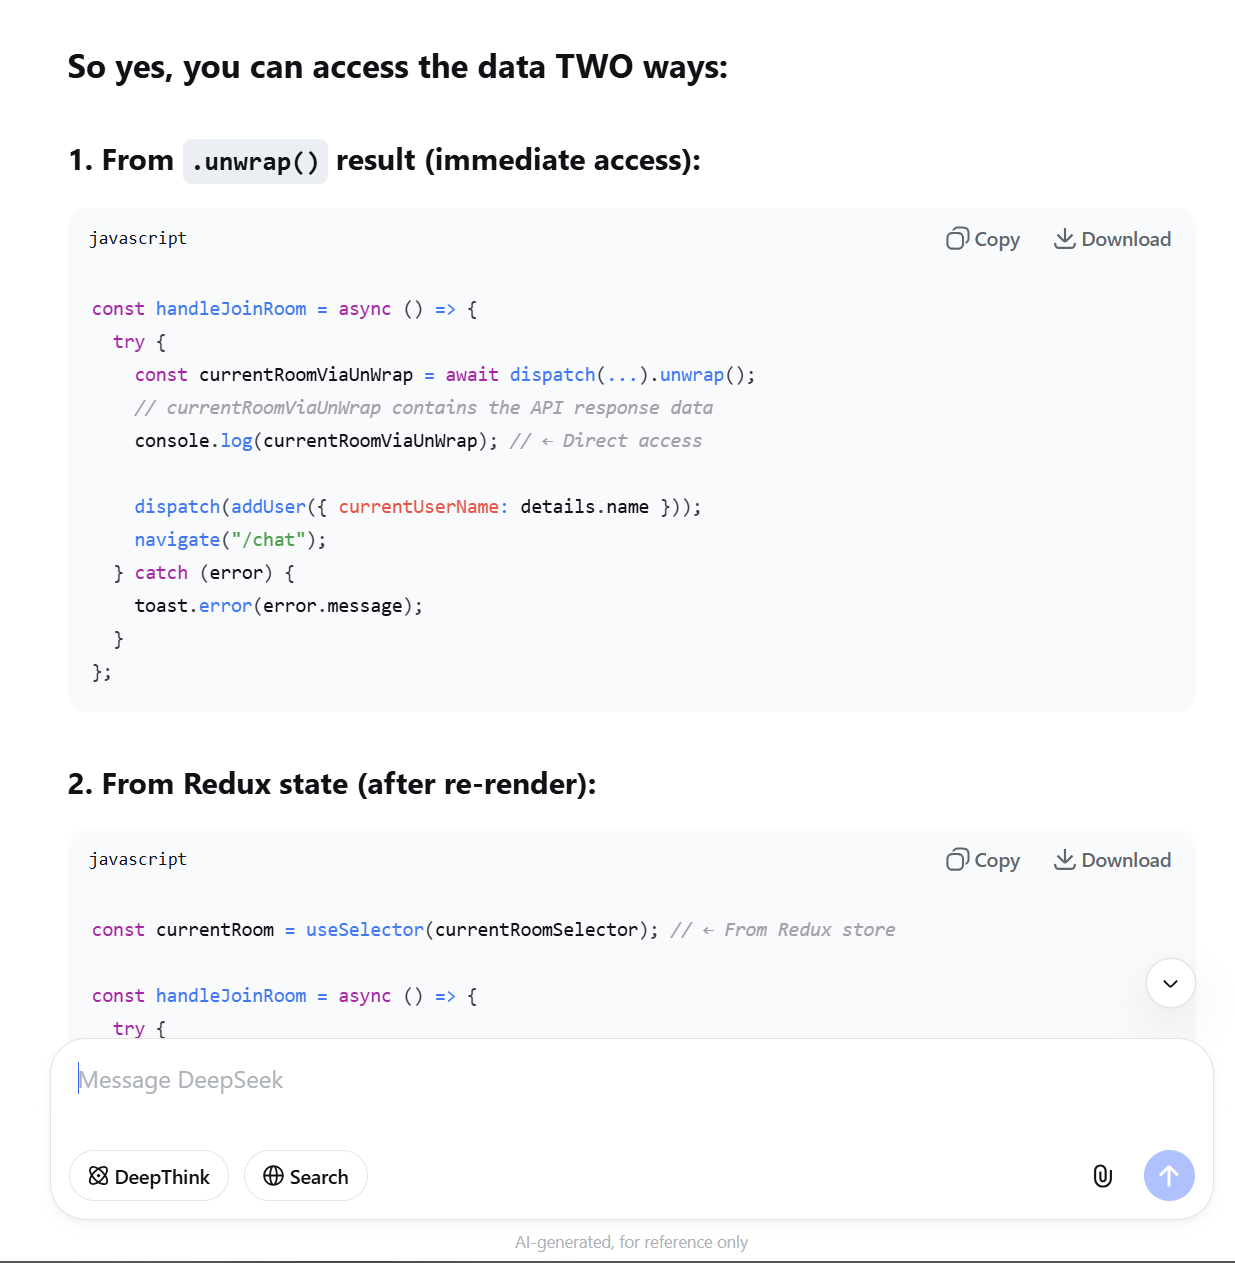 So yes, you can access the data TWO ways:
1. From .unwrap() result (immediate access):
javascript
Copy
Download
const handleJoinRoom = async () => {
  try {
    const currentRoomViaUnWrap = await dispatch(...).unwrap();
    // currentRoomViaUnWrap contains the API response data
    console.log(currentRoomViaUnWrap); // ← Direct access

    dispatch(addUser({ currentUserName: details.name }));
    navigate("/chat");
  } catch (error) {
    toast.error(error.message);
  }
};
2. From Redux state (after re-render):
javascript
Copy
Download
const currentRoom = useSelector(currentRoomSelector); // ← From Redux store

const handleJoinRoom = async () => {
  try {
Message DeepSeek
DeepThink
Search
AI-generated, for reference only